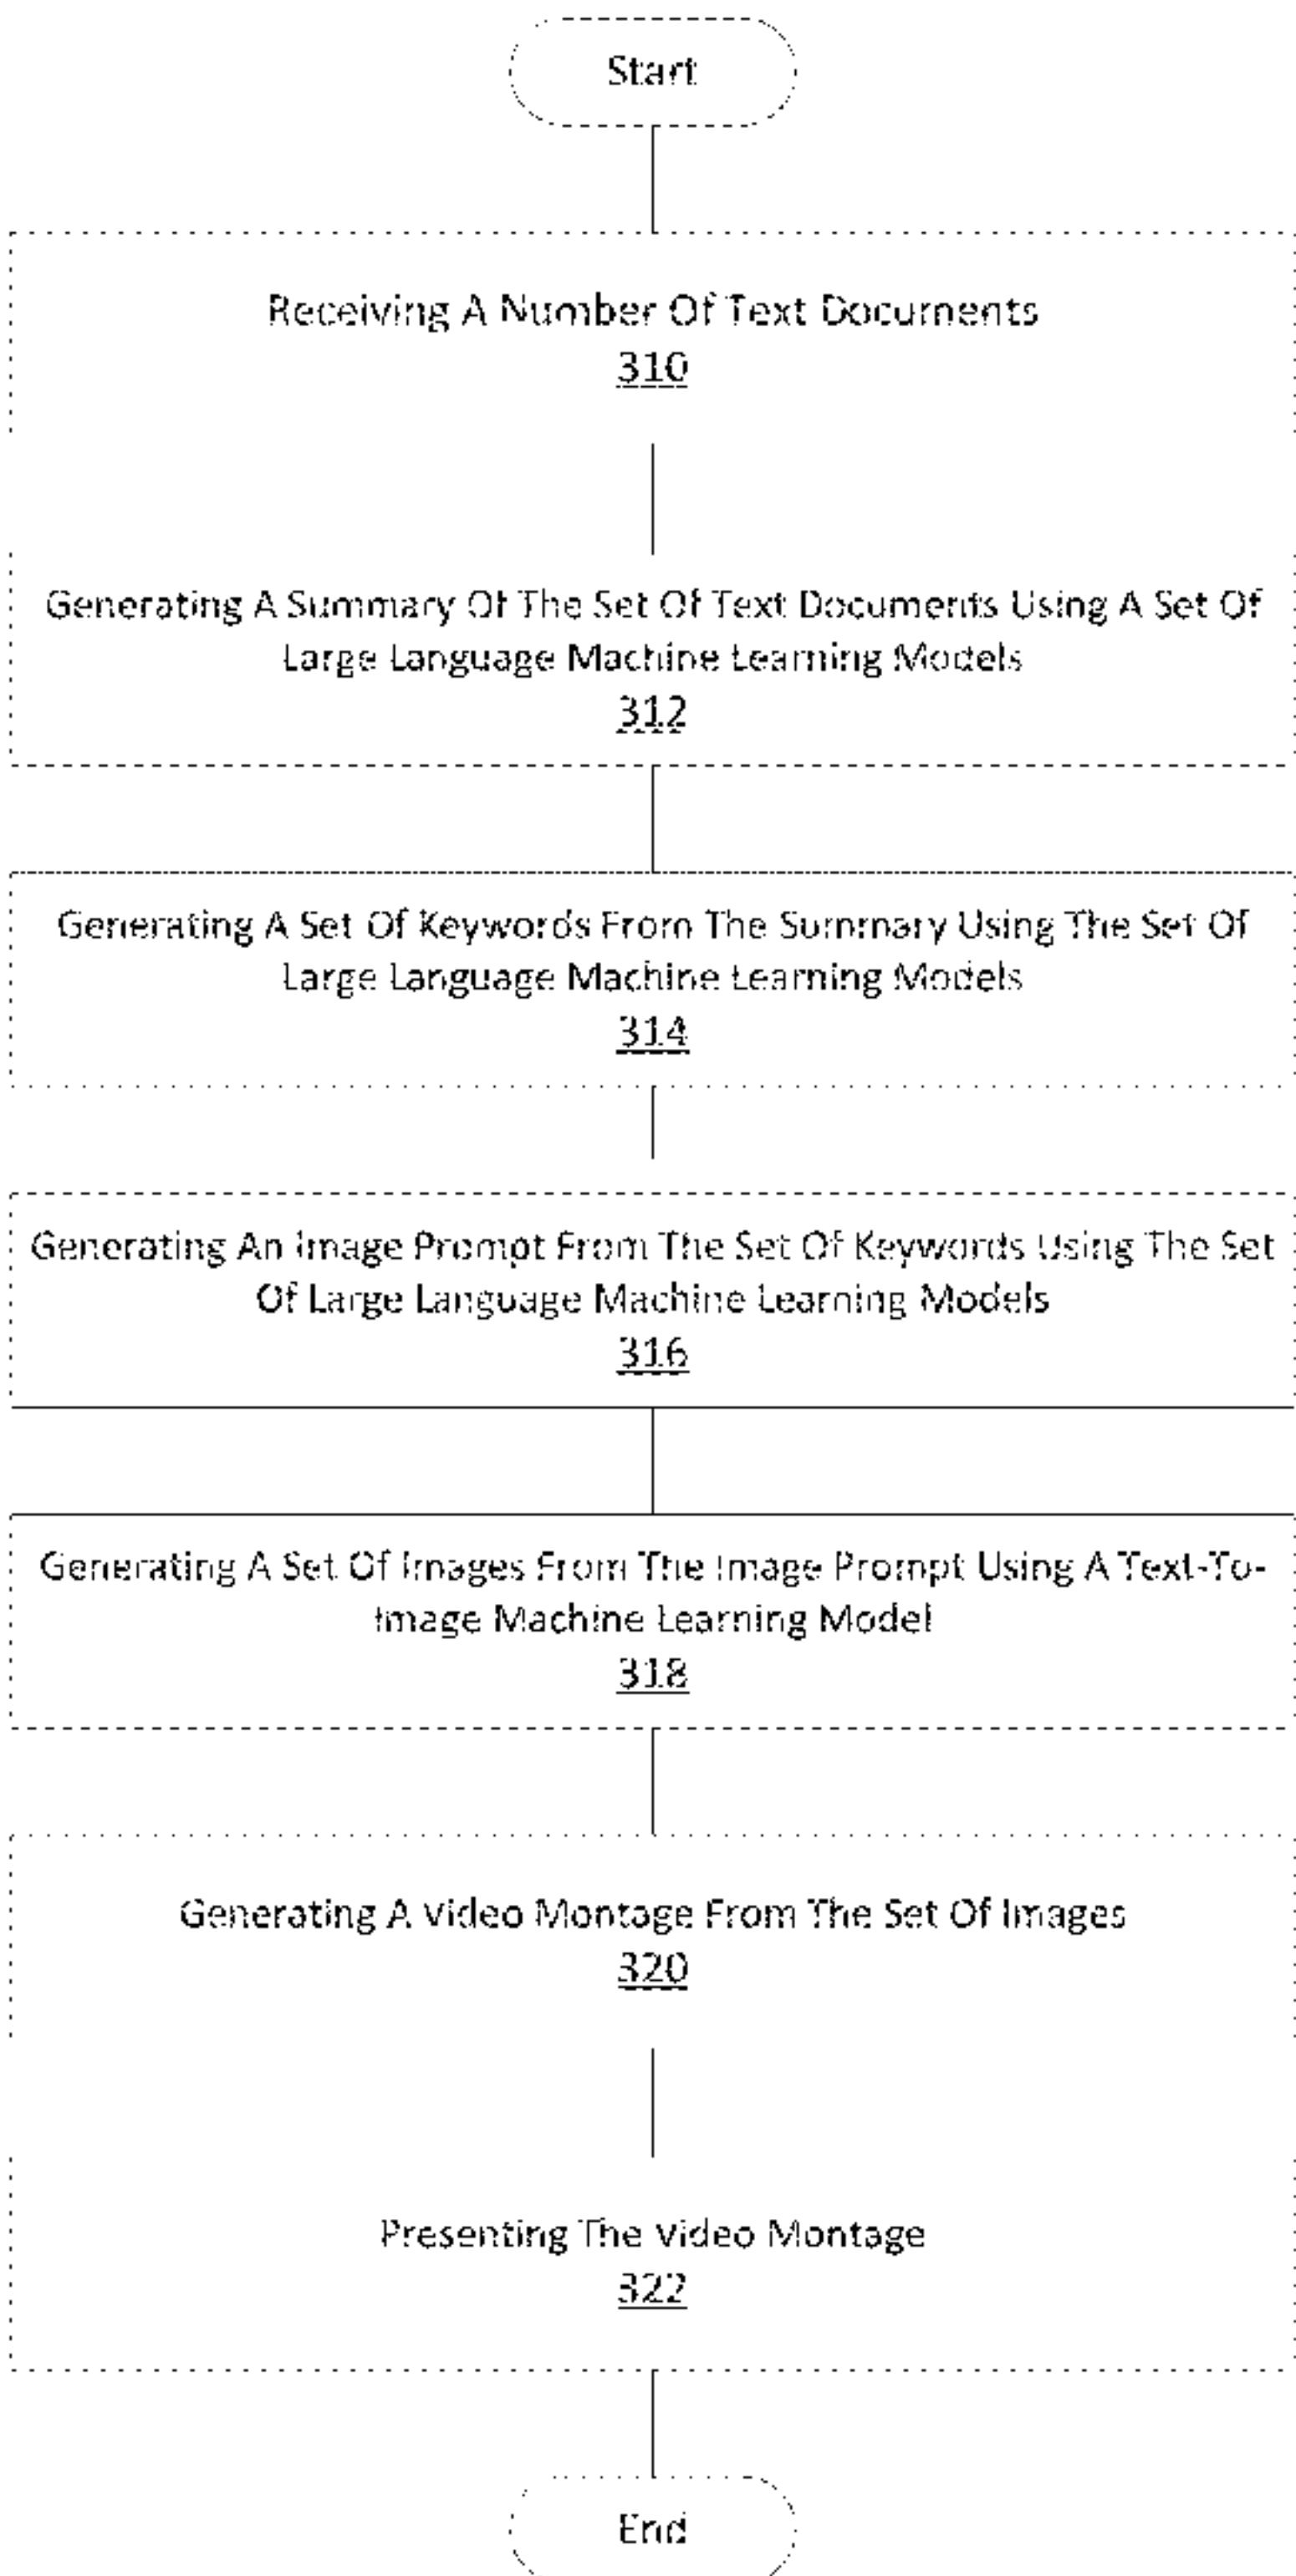 Start
Receiving A Number Of Text Documents
310
Generating A Summary Of The Set Of Text Documents Using A Set Of
Large Language Machine Learning Models
312
Generating A Set Of Keywords From The Summary Using The Set Of
Large Language Machine Learning Models
314
Generating An Image Prompt From The Set Of Keywords Using The Set
Of Large Language Machine Learning Models
316
Generating A Set Of Images From The Image Prompt Using A Text-To-
Image Machine Learning Model
318
Generating A Video Montage From The Set Of Images
320
Presenting The Video Montage
322
End